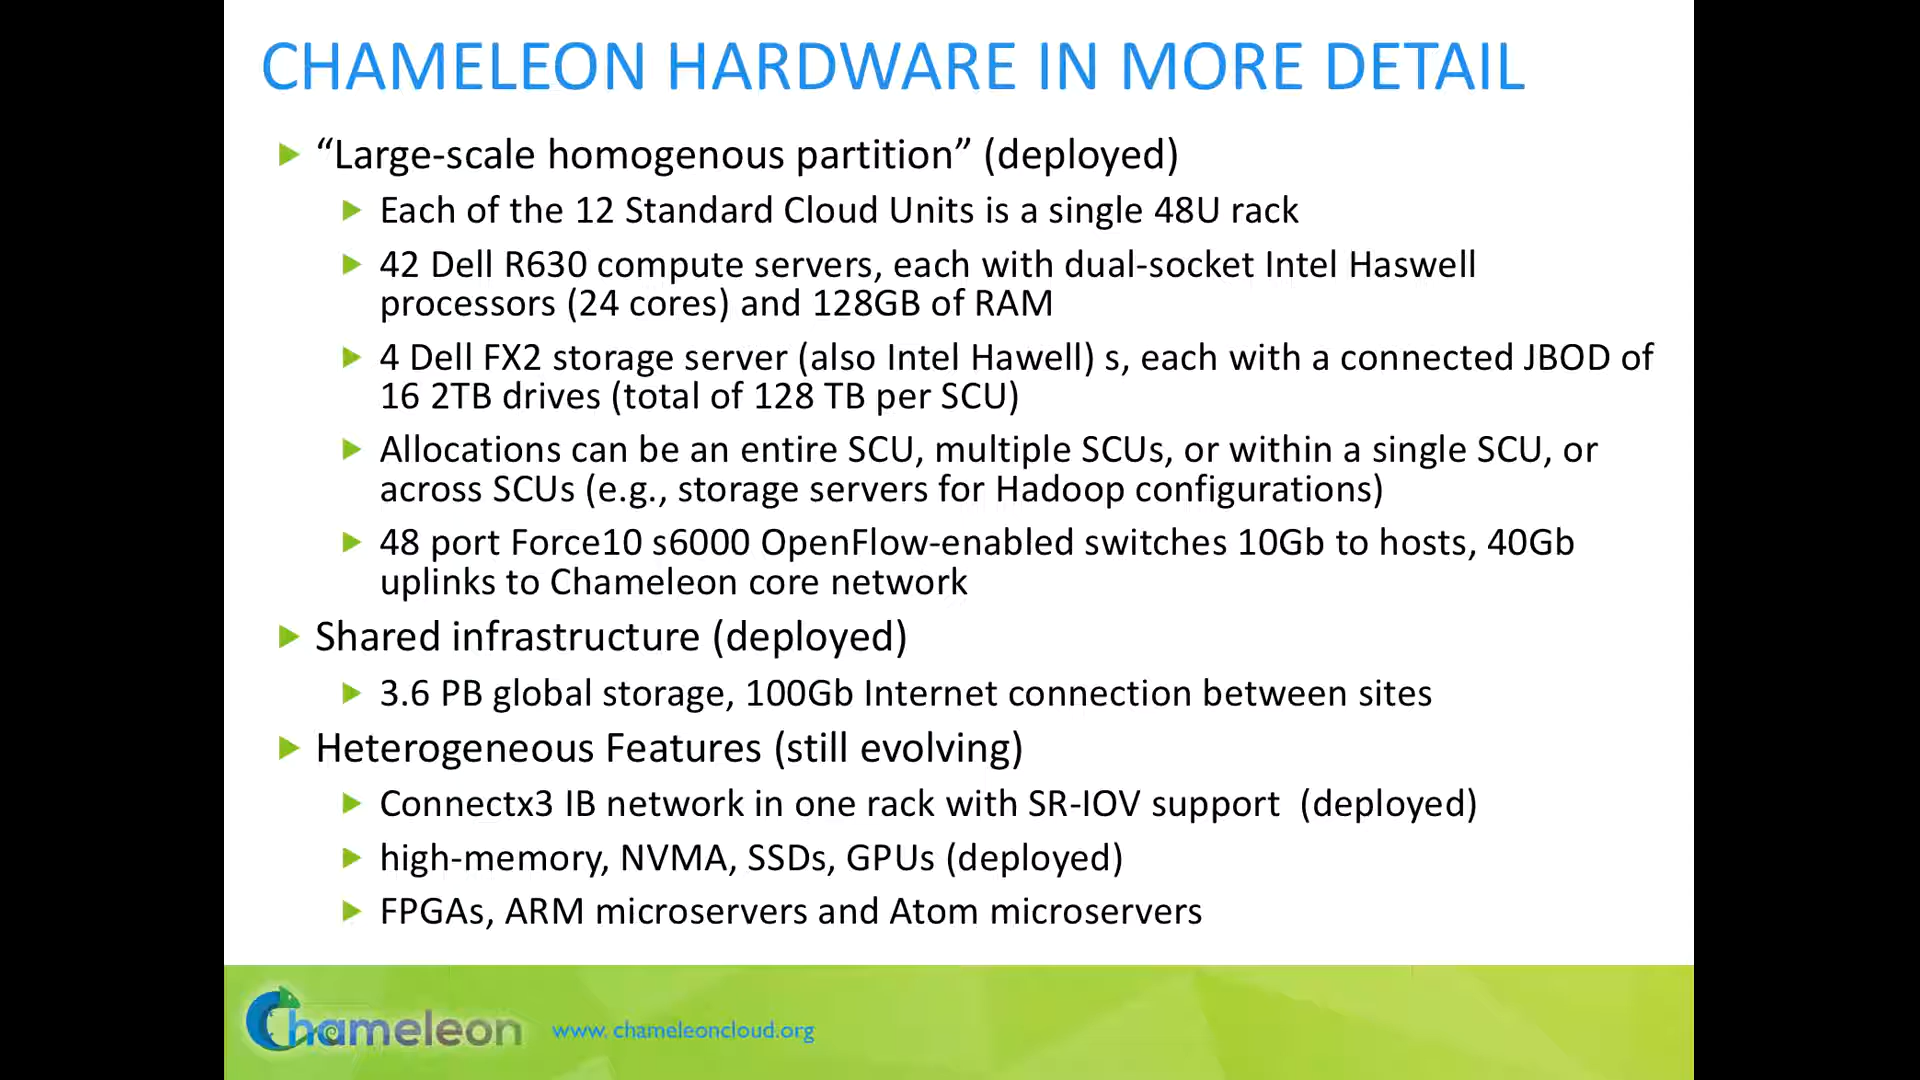 CHAMELEON HARDWARE IN MORE DETAIL
“Large-scale homogenous partition” (deployed)
Each of the 12 Standard Cloud Units is a single 48U rack
42 Dell R630 compute servers, each with dual-socket Intel Haswell
processors (24 cores) and 128GB of RAM
4 Dell FX2 storage server (also Intel Hawell) s, each with a connected JBOD of
16 2TB drives (total of 128 TB per SCU)
Allocations can be an entire SCU, multiple SCUs, or within a single SCU, or
across SCUs (e.g., storage servers for Hadoop configurations)
48 port Force10 s6000 OpenFlow-enabled switches 10Gb to hosts, 40Gb
uplinks to Chameleon core network
Shared infrastructure (deployed)
3.6 PB global storage, 100Gb Internet connection between sites
Heterogeneous Features (still evolving)
Connectx3 IB network in one rack with SR-IOV support (deployed)
high-memory, NVMA, SSDs, GPUs (deployed)
FPGAs, ARM microservers and Atom microservers
Chameleon www. chameleoncloud.org